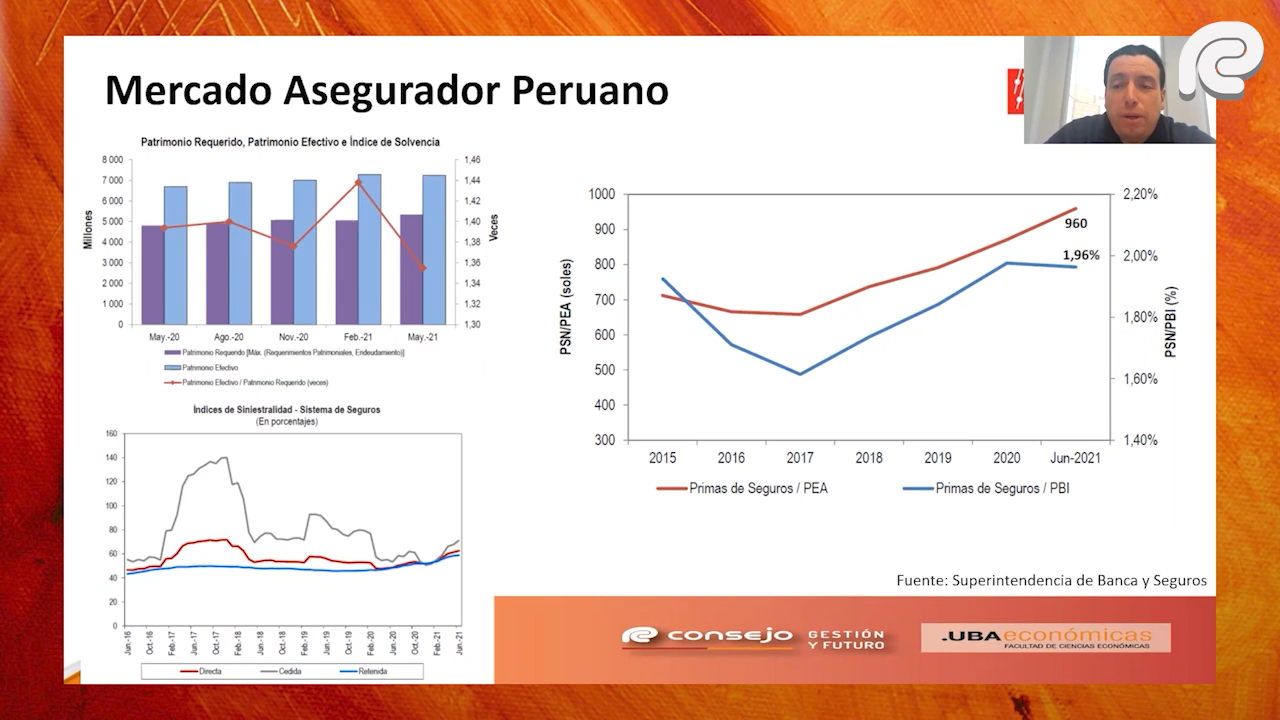 Mercado Asegurador Peruano
Patrimonio Requerido, Patrimonio Efectivo e Índice de Solvencia
8 000
7 000
6 000
5 000
4 000
3 000
2 000
1 000
0
Millones
1,46
1,44
1,42
1,40
1,38
1,36
1,34
1,32
1,30
Veces
May.-20 Ago.-20 Nov.-20 Feb.-21 May.-21
Patrimonio Requerido [Máx. (Requerimientos Patrimoniales, Endeudamiento)]
Patrimonio Efectivo
Patrimonio Efectivo / Patrimonio Requerido (veces)
Índices de Siniestralidad - Sistema de Seguros
(En porcentajes)
160
140
120
100
80
60
40
20
0
Jun.-16 Oct.-16 Feb.-17 Jun.-17 Oct.-17 Feb.-18 Jun.-18 Oct.-18 Feb.-19 Jun.-19 Oct.-19 Feb.-20 Jun.-20 Oct.-20 Feb.-21 Jun.-21
Directa Cedida Retenida
1000
900
800
700
600
500
400
300
PSN/PEA (soles)
2,20%
2,00%
1,80%
1,60%
1,40%
PSN/PBI (%)
960
1,96%
2015 2016 2017 2018 2019 2020 Jun-2021
Primas de Seguros / PEA Primas de Seguros / PBI
Fuente: Superintendencia de Banca y Seguros
consejo
GESTIÓN
Y FUTURO
.UBAeconómicas
FACULTAD DE CIENCIAS ECONÓMICAS